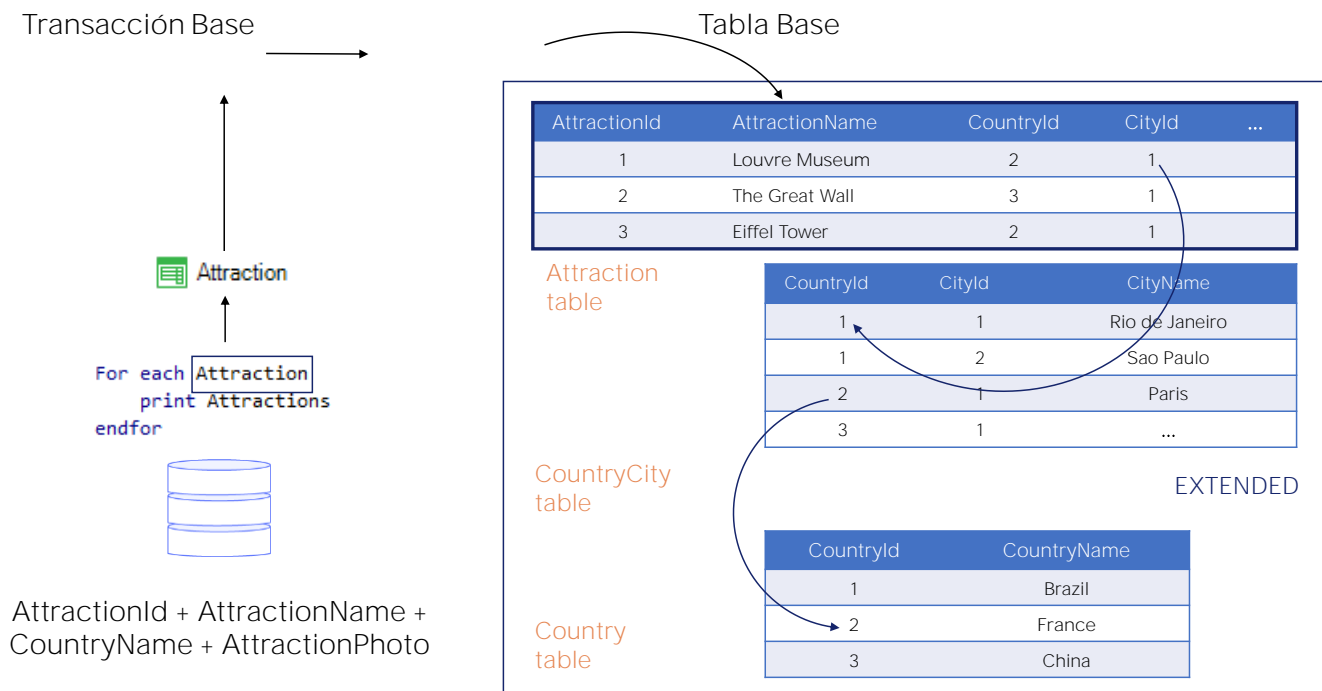 Transacción Base
Tabla Base
Attraction
For each Attraction
print Attractions
endfor
AttractionId + AttractionName +
CountryName + AttractionPhoto
AttractionId AttractionName CountryId CityId ...
1 Louvre Museum 2 1
2 The Great Wall 3 1
3 Eiffel Tower 2 1
Attraction
table
CountryId CityId CityName
1 1 Rio de Janeiro
1 2 Sao Paulo
2 1 Paris
3 1 ...
CountryCity
table
EXTENDED
CountryId CountryName
1 Brazil
2 France
3 China
Country
table